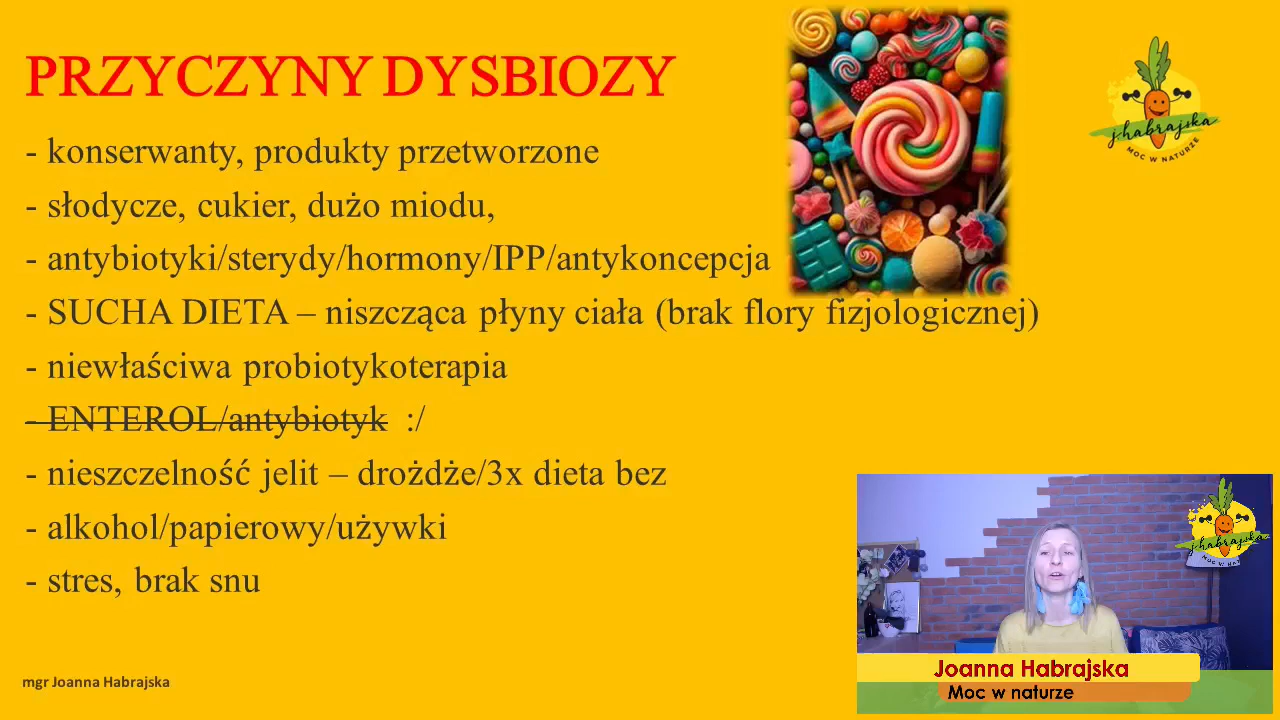 PRZYCZYNY DYSBIOZY
- konserwanty, produkty przetworzone
- słodycze, cukier, dużo miodu,
- antybiotyki/sterydy/hormony/IPP/antykoncepcja
- SUCHA DIETA – niszcząca płyny ciała (brak flory fizjologicznej)
- niewłaściwa probiotykoterapia
- ENTEROL/antybiotyk :/
- nieszczelność jelit – drożdże/3x dieta bez
- alkohol/papierowy/używki
- stres, brak snu
mgr Joanna Habrajska
j-habrajska
MOC W NATURZE
j-habrajska
Joanna Habrajska
Moc w naturze